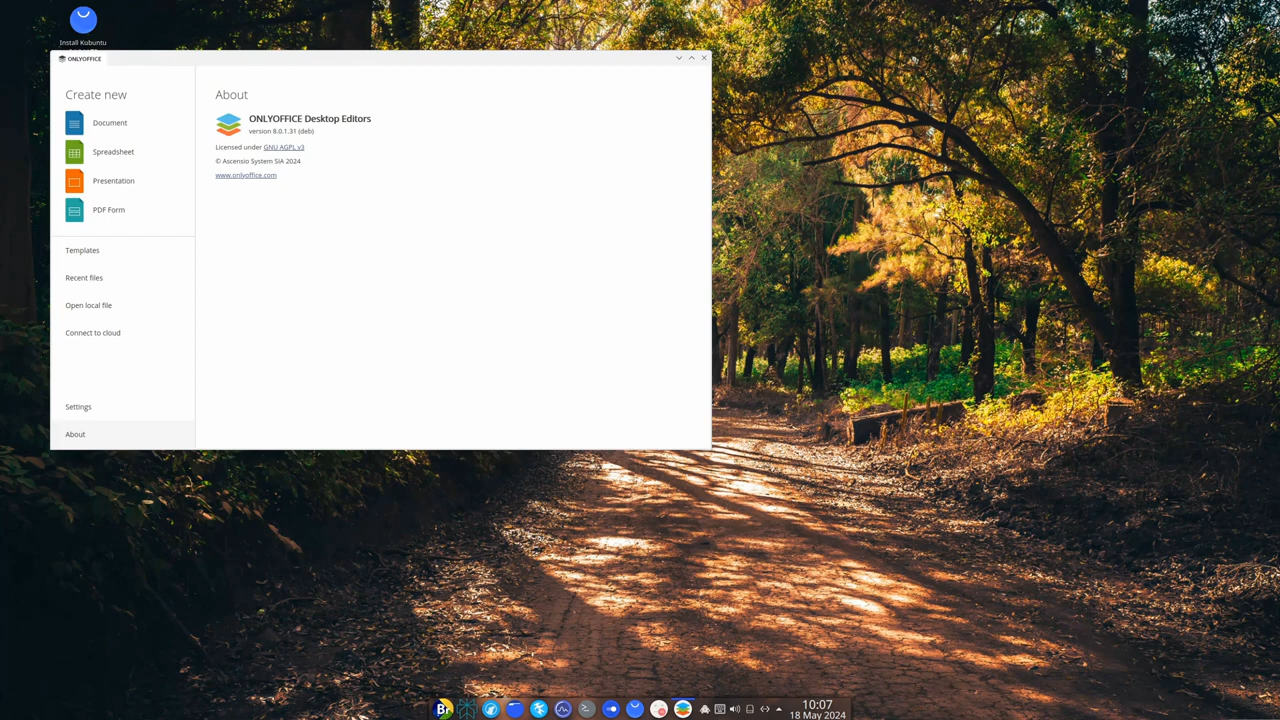 Install Kubuntu
ONLYOFFICE
Create new
Document
Spreadsheet
Presentation
PDF Form
Templates
Recent files
Open local file
Connect to cloud
Settings
About
About
ONLYOFFICE Desktop Editors
version 8.0.1.31 (deb)
Licensed under GNU AGPL v3
© Ascensio System SIA 2024
www.onlyoffice.com
Br
10:07
18 May 2024